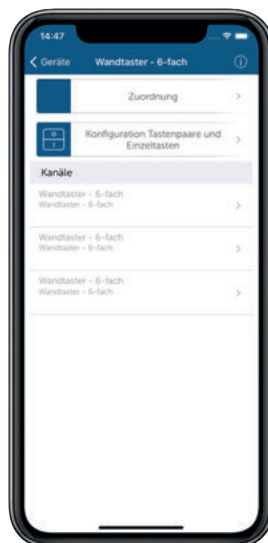 14:47
Geräte
Wandtaster - 6-fach
Zuordnung
0
Konfiguration Tastenpaare und
I
Einzeltasten
Kanäle
Wandtaster - 6-fach
Wandtaster - 6-fach
Wandtaster - 6-fach
Wandtaster - 6-fach
Wandtaster - 6-fach
Wandtaster - 6-fach